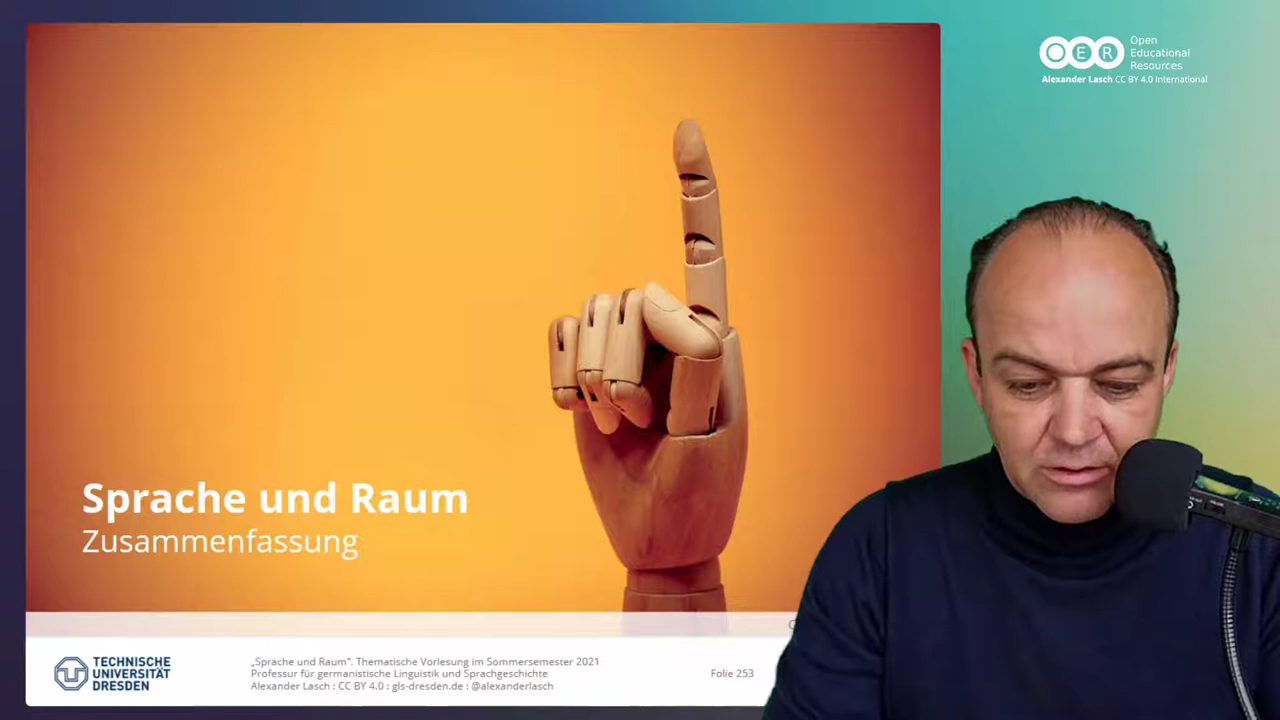 OER
Open
Educational
Resources
Alexander Lasch CC BY 4.0 International
Sprache und Raum
Zusammenfassung
TECHNISCHE
UNIVERSITÄT
DRESDEN
„Sprache und Raum“. Thematische Vorlesung im Sommersemester 2021
Professur für germanistische Linguistik und Sprachgeschichte
Alexander Lasch : CC BY 4.0 : gls-dresden.de : @alexanderlasch
Folie 253